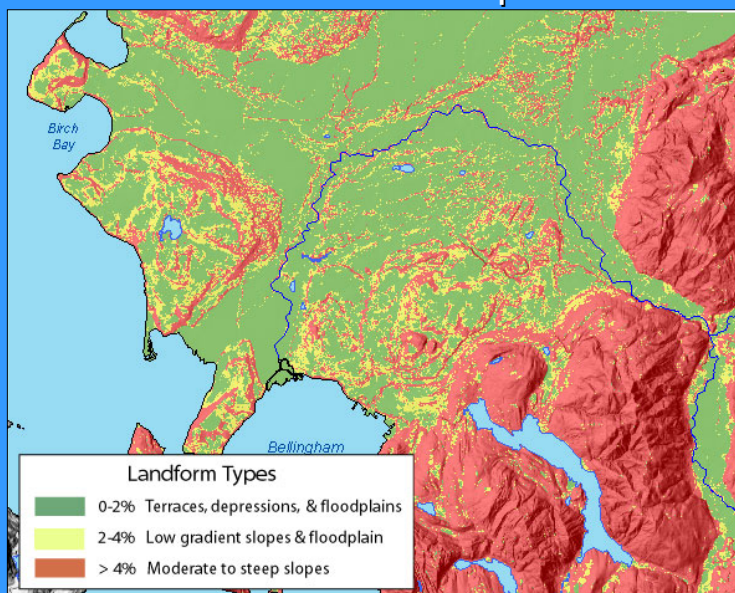 Birch
Bay
Bellingham
Landform Types
0-2% Terraces, depressions, & floodplains
2-4% Low gradient slopes & floodplain
> 4% Moderate to steep slopes